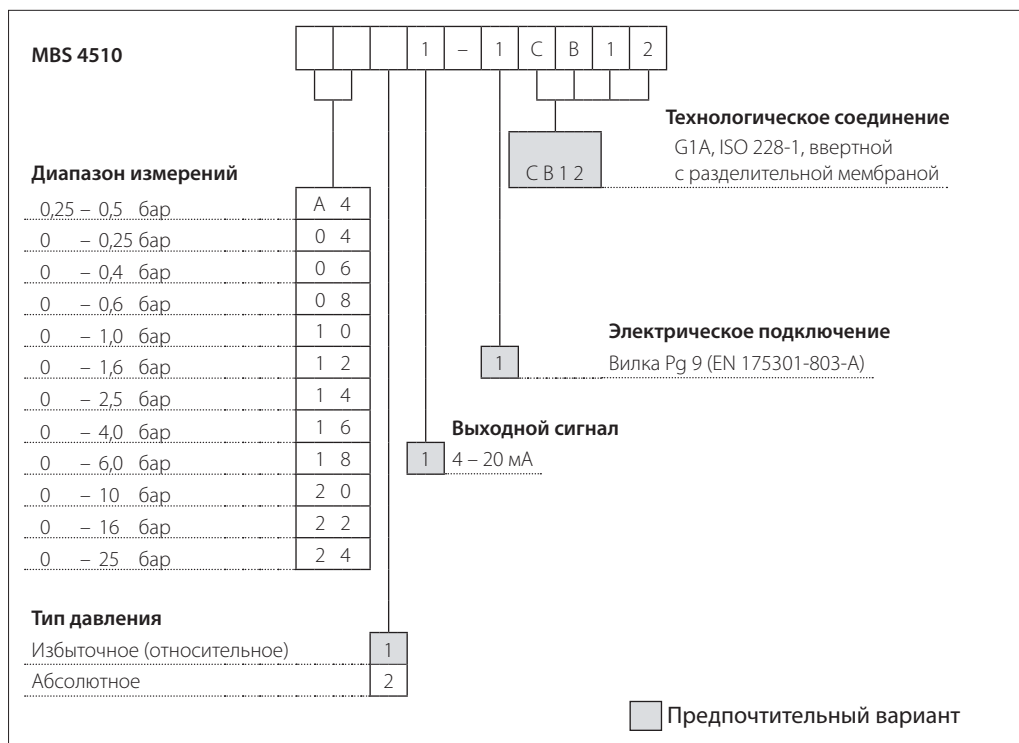 MBS 4510
1 – 1 C B 1 2
Технологическое соединение
G1A, ISO 228-1, ввертной
с разделительной мембраной
C B 1 2
Диапазон измерений
0,25 – 0,5 бар A 4
0 – 0,25 бар 0 4
0 – 0,4 бар 0 6
0 – 0,6 бар 0 8
0 – 1,0 бар 1 0
0 – 1,6 бар 1 2
0 – 2,5 бар 1 4
0 – 4,0 бар 1 6
0 – 6,0 бар 1 8
0 – 10 бар 2 0
0 – 16 бар 2 2
0 – 25 бар 2 4
Электрическое подключение
1 Вилка Pg 9 (EN 175301-803-A)
Выходной сигнал
1 4 – 20 мА
Тип давления
Избыточное (относительное) 1
Абсолютное 2
Предпочтительный вариант